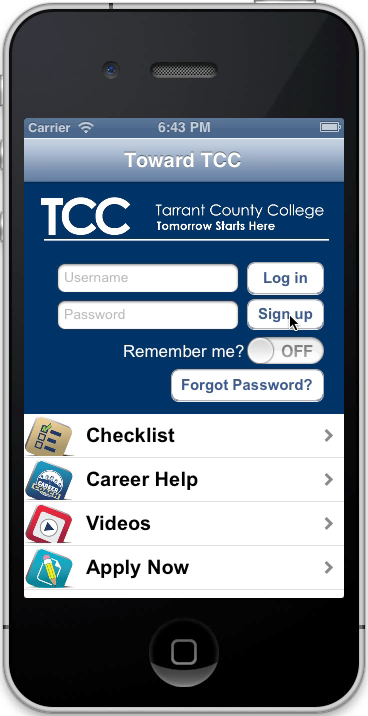 Carrier 6:43 PM
Toward TCC
TCC Tarrant County College
Tomorrow Starts Here
Username Log in
Password Sign up
Remember me? OFF
Forgot Password?
Checklist
Career Help
Videos
Apply Now